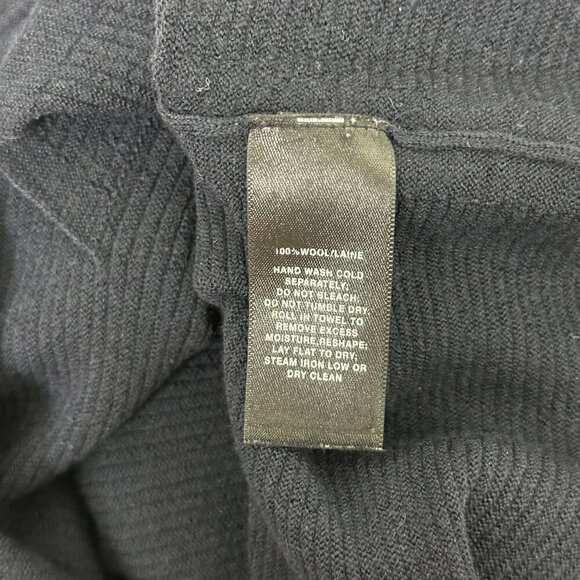 100%WOOL/LAINE
HAND WASH COLD
SEPARATELY;
DO NOT BLEACH;
DO NOT TUMBLE DRY,
ROLL IN TOWEL TO
REMOVE EXCESS
MOISTURE,RESHAPE;
LAY FLAT TO DRY;
STEAM IRON LOW OR
DRY CLEAN